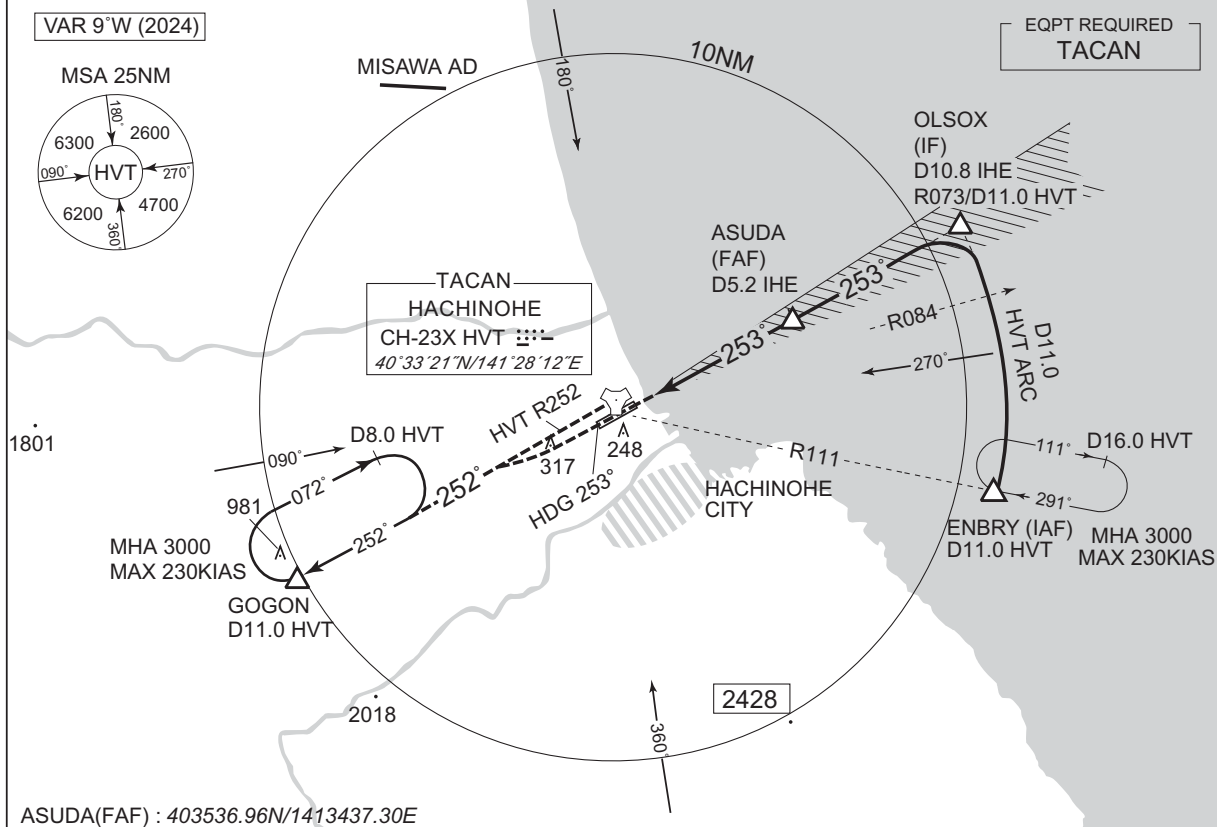 VAR 9°W (2024)
MSA 25NM
180°
6300
2600
090°
HVT
270°
6200
4700
360°
MISAWA AD
180°
10NM
EQPT REQUIRED
TACAN
OLSOX
(IF)
D10.8 IHE
R073/D11.0 HVT
ASUDA
(FAF)
D5.2 IHE
253°
253°
R084
270°
D11.0
HVT ARC
TACAN
HACHINOHE
CH-23X HVT
40°33´21˝N/141°28´12˝E
1801
D8.0 HVT
HVT R252
090°
072°
981
252°
252°
317
248
HDG 253°
R111
111°
D16.0 HVT
291°
HACHINOHE
CITY
ENBRY (IAF)
D11.0 HVT
MHA 3000
MAX 230KIAS
MHA 3000
MAX 230KIAS
GOGON
D11.0 HVT
2018
360°
2428
ASUDA(FAF) : 403536.96N/1413437.30E